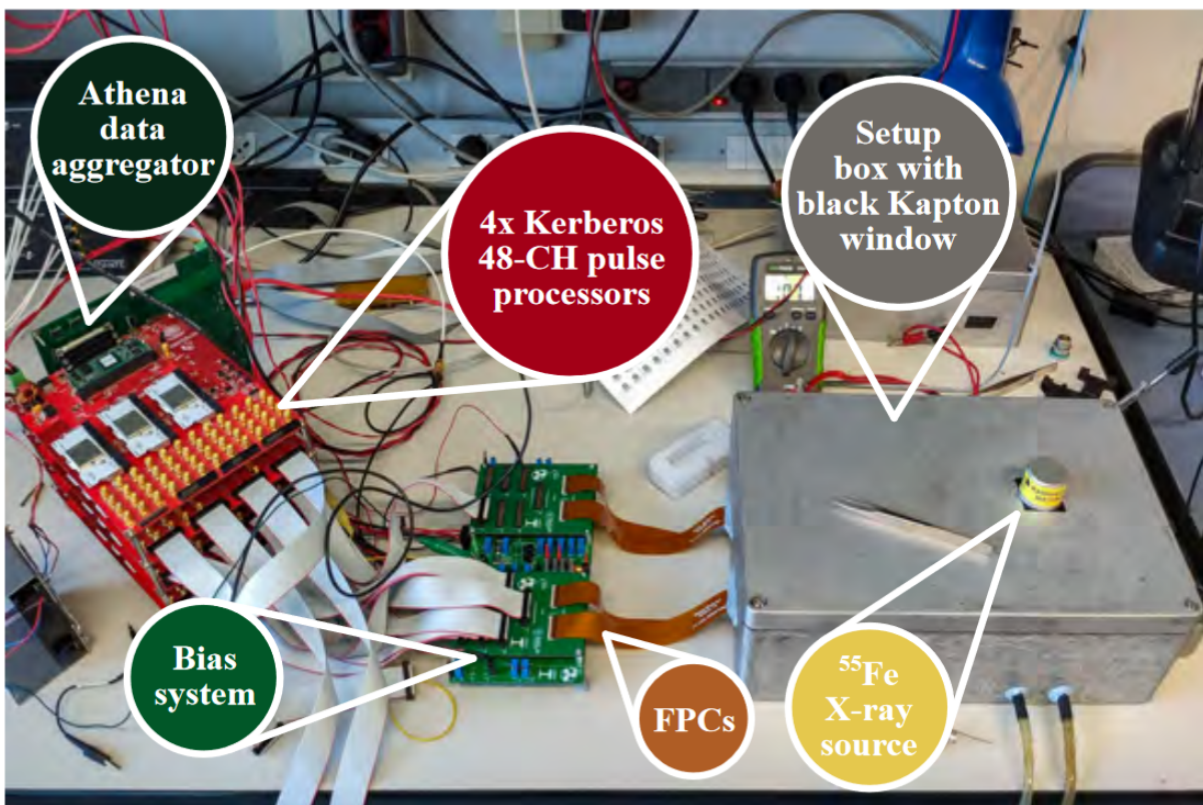 Athena
data
aggregator
4x Kerberos
48-CH pulse
processors
Setup
box with
black Kapton
window
Bias
system
FPCs
⁵⁵Fe
X-ray
source